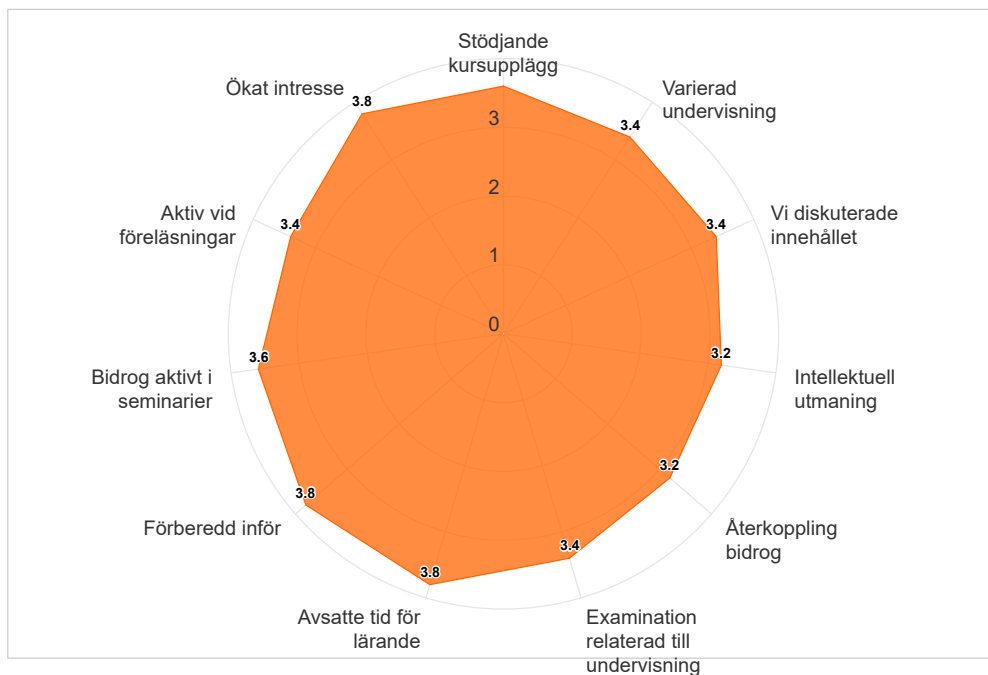 Stödjande
kursupplägg
Varierad
undervisning
Ökat intresse
3.8
3
3.4
2
Aktiv vid
föreläsningar
3.4
3.4
Vi diskuterade
innehållet
1
0
Bidrog aktivt i
seminarier
3.6
3.2
Intellektuell
utmaning
3.2
3.8
Förberedd inför
Återkoppling
bidrog
3.4
3.8
Avsatte tid för
lärande
Examination
relaterad till
undervisning